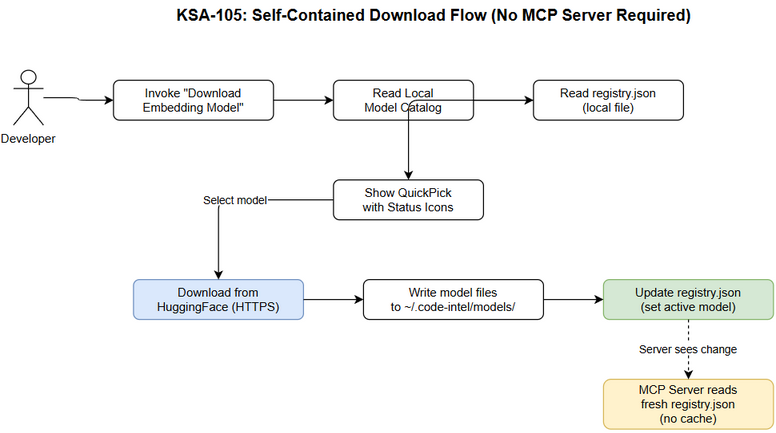 KSA-105: Self-Contained Download Flow (No MCP Server Required)
Developer
Invoke "Download
Embedding Model"
Read Local
Model Catalog
Read registry.json
(local file)
Show QuickPick
with Status Icons
Select model
Download from
HuggingFace (HTTPS)
Write model files
to ~/.code-intel/models/
Update registry.json
(set active model)
Server sees change
MCP Server reads
fresh registry.json
(no cache)